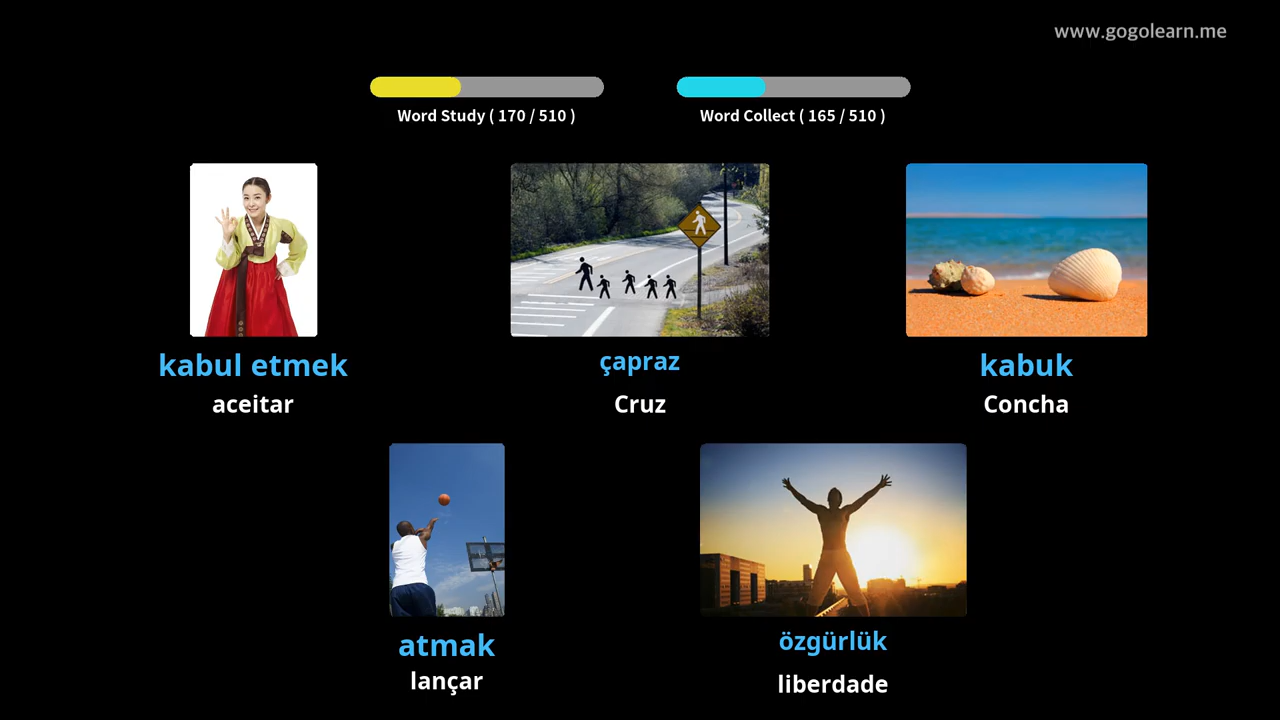 www.gogolearn.me
Word Study ( 170 / 510 )
Word Collect ( 165 / 510 )
kabul etmek
aceitar
çapraz
Cruz
kabuk
Concha
atmak
lançar
özgürlük
liberdade